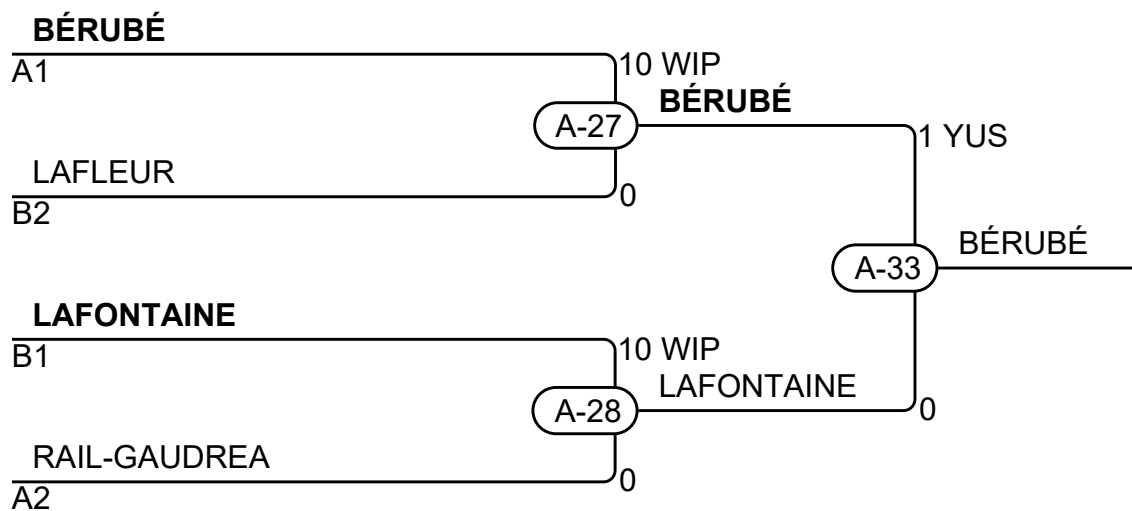 BÉRUBÉ
A1
10 WIP
BÉRUBÉ
A-27
1 YUS
LAFLEUR
0
B2
BÉRUBÉ
A-33
LAFONTAINE
B1
10 WIP
LAFONTAINE
A-28
0
RAIL-GAUDREA
0
A2